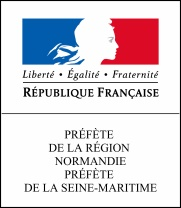 Liberté • Égalité • Fraternité
RÉPUBLIQUE FRANÇAISE
PRÉFÈTE
DE LA RÉGION
NORMANDIE
PRÉFÈTE
DE LA SEINE-MARITIME